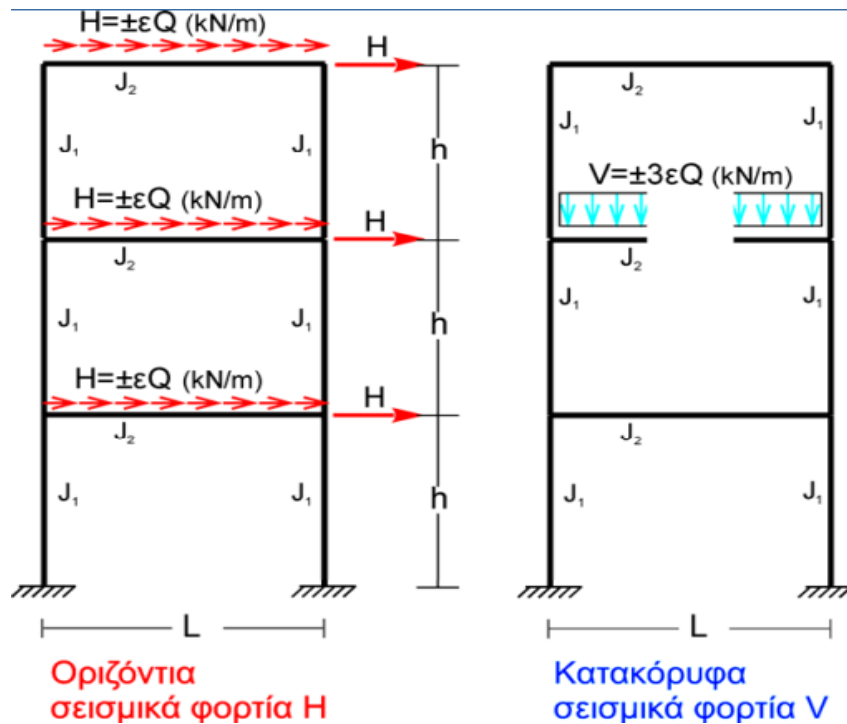 H=±εQ (kN/m)
H
J₂
J₁
J₁
h
H=±εQ (kN/m)
H
J₂
J₁
J₁
h
H=±εQ (kN/m)
H
J₂
J₁
J₁
h
L
Οριζόντια
σεισμικά φορτία H
J₂
J₁
J₁
V=±3εQ (kN/m)
J₂
J₁
J₁
J₂
J₁
J₁
L
Κατακόρυφα
σεισμικά φορτία V